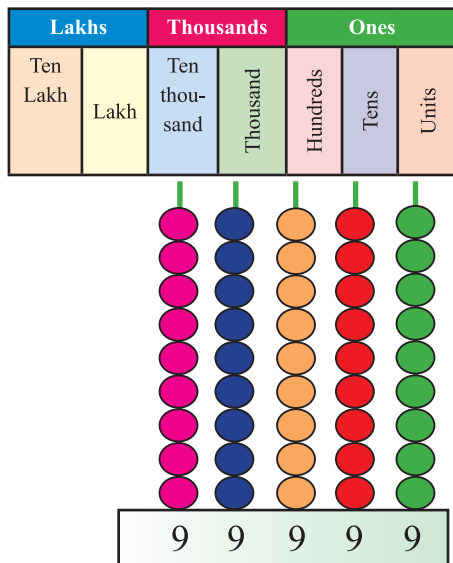 Lakhs Thousands Ones
Ten
Lakh
Lakh
Ten
thou-
sand
Thousand
Hundreds
Tens
Units
9 9 9 9 9